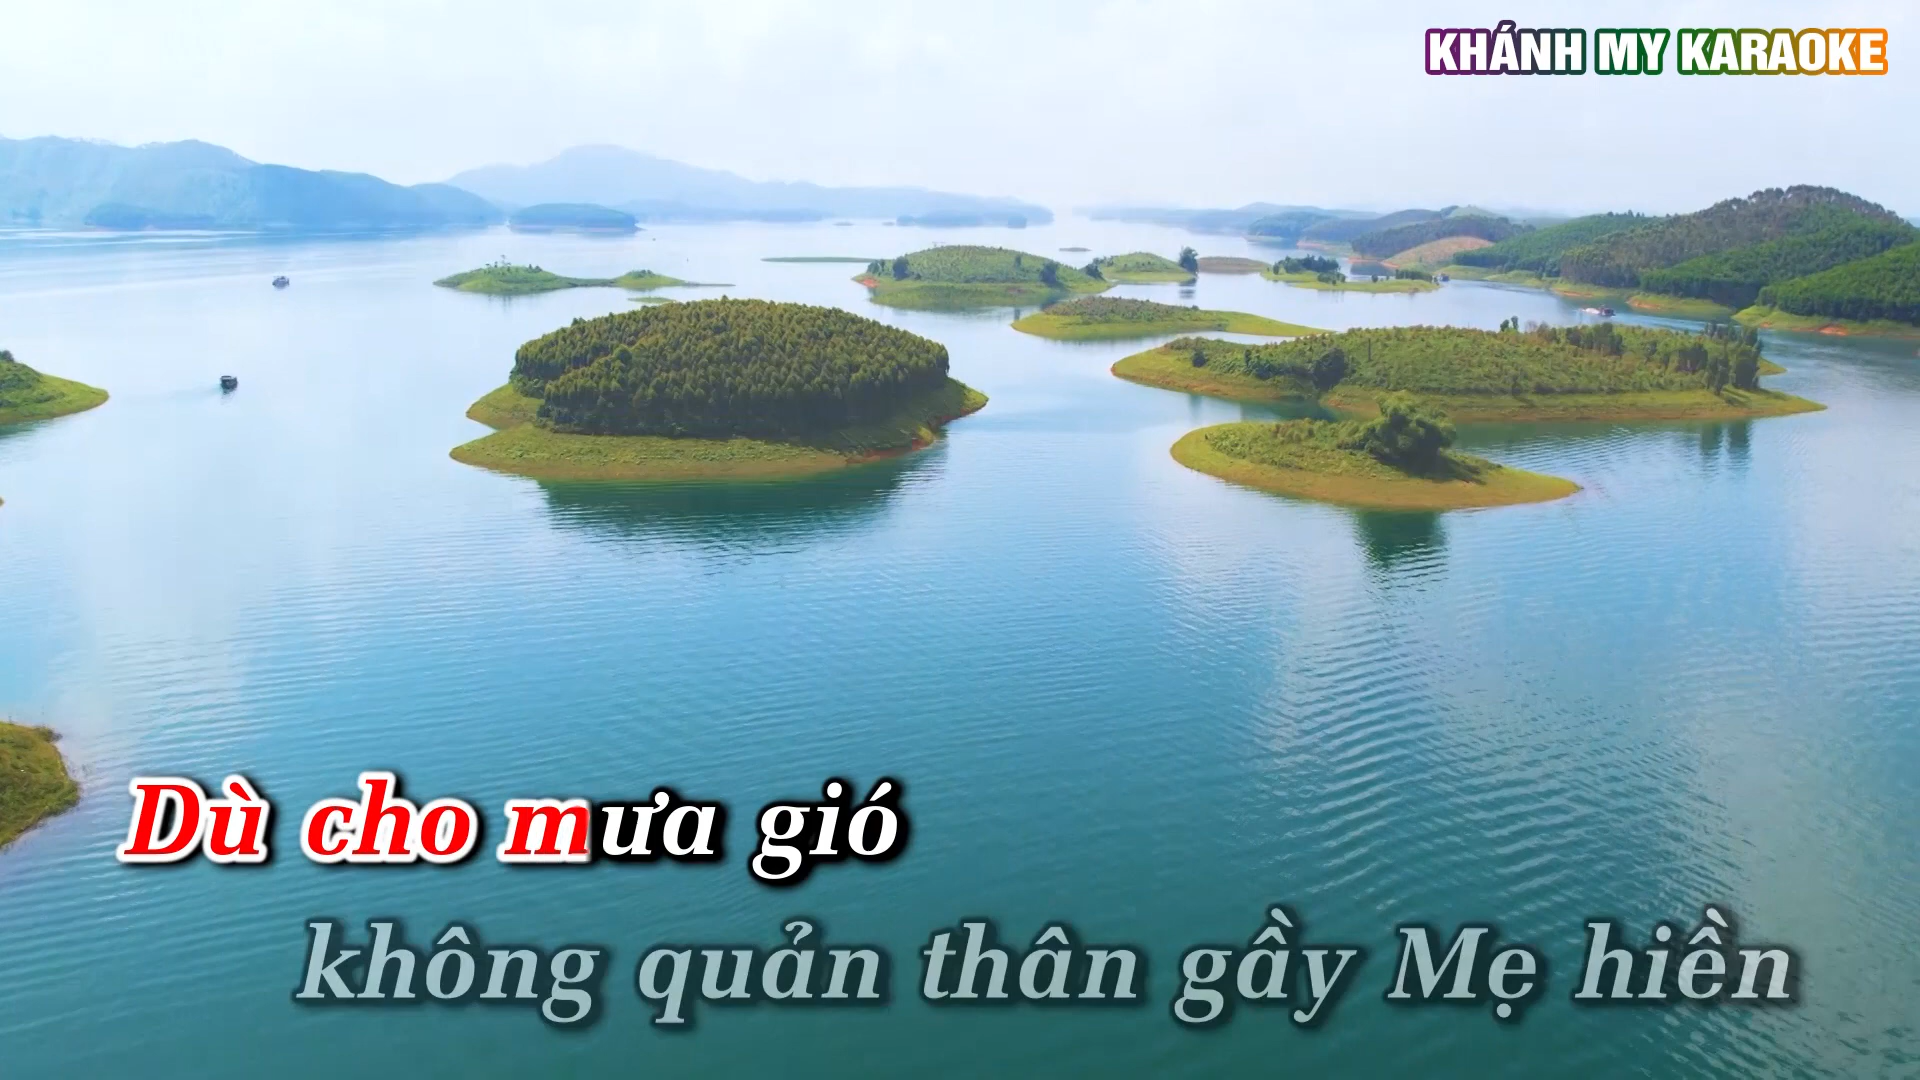 KHÁNH MY KARAOKE
Dù cho mưa gió
không quản thân gầy Mẹ hiền